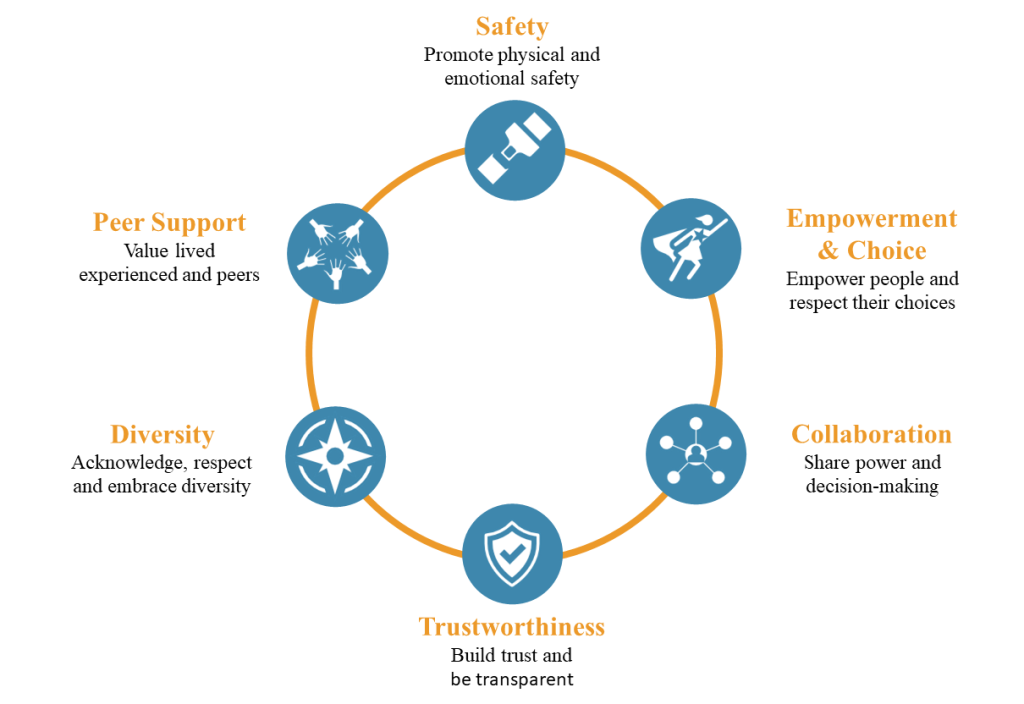 Safety
Promote physical and
emotional safety
Empowerment
& Choice
Empower people and
respect their choices
Collaboration
Share power and
decision-making
Trustworthiness
Build trust and
be transparent
Diversity
Acknowledge, respect
and embrace diversity
Peer Support
Value lived
experienced and peers